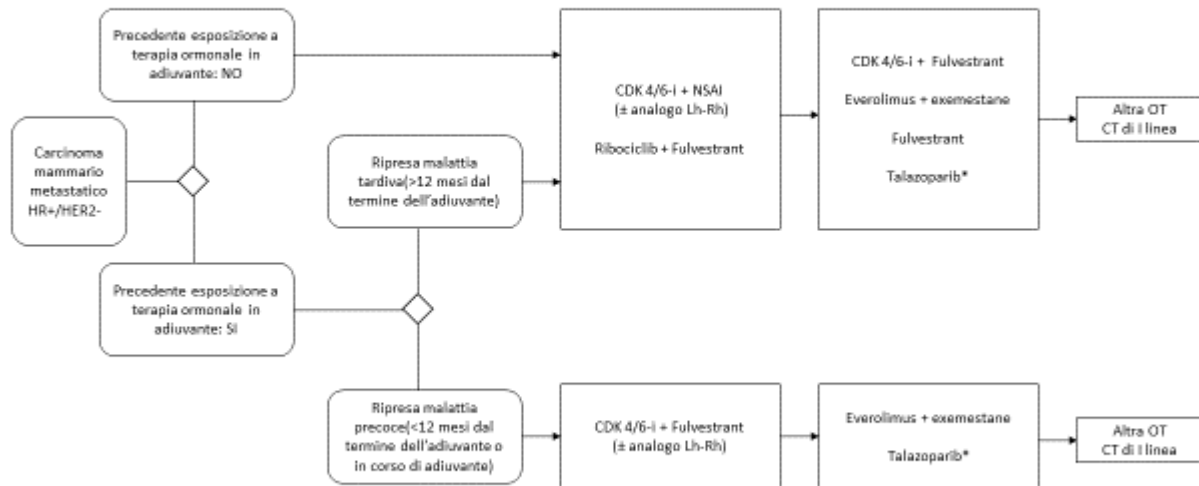 Precedente esposizione a
terapia ormonale in
adiuvante: NO
Carcinoma
mammario
metastatico
HR+/HER2-
Precedente esposizione a
terapia ormonale in
adiuvante: SI
Ripresa malattia
tardiva(>12 mesi dal
termine dell'adiuvante)
Ripresa malattia
precoce(<12 mesi dal
termine dell'adiuvante o
in corso di adiuvante)
CDK 4/6-i + NSAI
(± analogo Lh-Rh)
Ribociclib + Fulvestrant
CDK 4/6-i + Fulvestrant
Everolimus + exemestane
Fulvestrant
Talazoparib*
Altra OT
CT di I linea
CDK 4/6-i + Fulvestrant
(± analogo Lh-Rh)
Everolimus + exemestane
Talazoparib*
Altra OT
CT di I linea